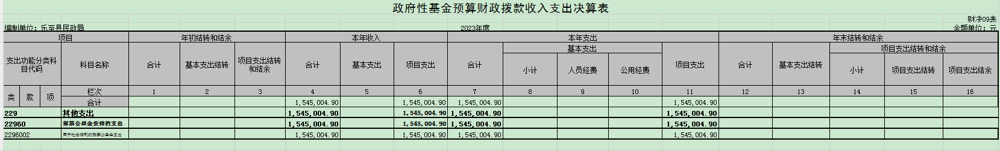 政府性基金预算财政拨款收入支出决算表
财决09表
编制单位：乐至县民政局 2023年度 金额单位：元
项目 年初结转和结余 本年收入 本年支出 年末结转和结余
支出功能分类科目代码 科目名称 合计 基本支出结转 项目支出结转和结余 合计 基本支出 项目支出 合计 基本支出 项目支出 合计 基本支出结转 项目支出结转和结余
小计 人员经费 公用经费 小计 项目支出结转 项目支出结余
类 款 项 栏次 1 2 3 4 5 6 7 8 9 10 11 12 13 14 15 16
合计 1,545,004.90 1,545,004.90 1,545,004.90 1,545,004.90
229 其他支出 1,545,004.90 1,545,004.90 1,545,004.90 1,545,004.90
22960 彩票公益金安排的支出 1,545,004.90 1,545,004.90 1,545,004.90 1,545,004.90
2296002 用于社会福利的彩票公益金支出 1,545,004.90 1,545,004.90 1,545,004.90 1,545,004.90